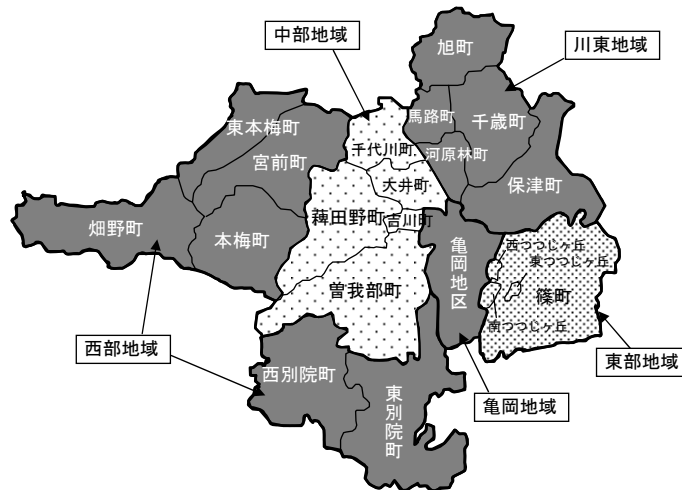 中部地域
旭町
川東地域
馬路町
千歳町
東本梅町
千代川町
河原林町
宮前町
大井町
保津町
畑野町
本梅町
薭田野町
吉川町
亀岡地区
西つつじヶ丘
東つつじヶ丘
篠町
曽我部町
南つつじヶ丘
西部地域
東部地域
西別院町
東別院町
亀岡地域